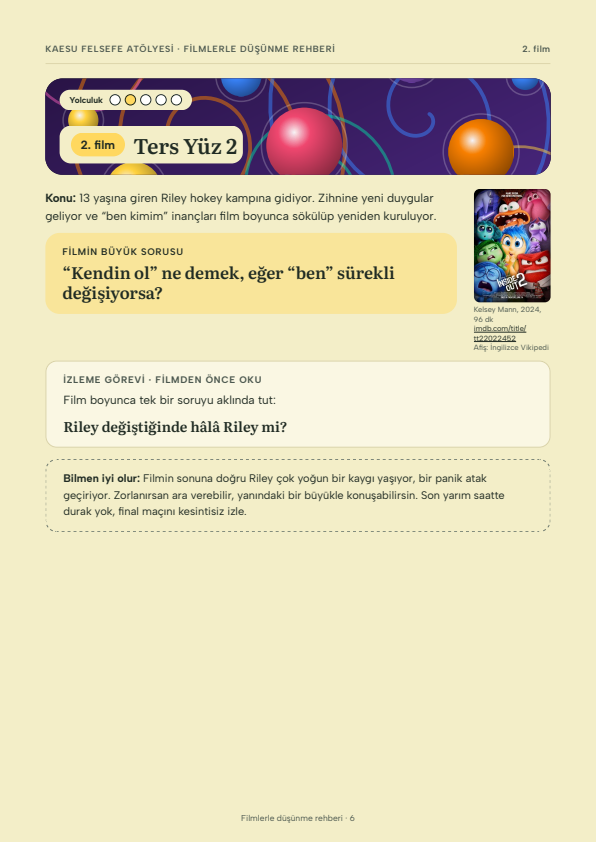 KAESU FELSEFE ATÖLYESİ · FİLMLERLE DÜŞÜNME REHBERİ
2. film
Yolculuk
2. film
Ters Yüz 2
Konu: 13 yaşına giren Riley hokey kampına gidiyor. Zihnine yeni duygular
geliyor ve “ben kimim” inançları film boyunca sökülüp yeniden kuruluyor.
FİLMİN BÜYÜK SORUSU
“Kendin ol” ne demek, eğer “ben” sürekli
değişiyorsa?
INSIDE
OUT 2
Kelsey Mann, 2024,
96 dk
imdb.com/title/
tt22022452
Afiş: İngilizce Vikipedi
İZLEME GÖREVİ · FİLMDEN ÖNCE OKU
Film boyunca tek bir soruyu aklında tut:
Riley değiştiğinde hâlâ Riley mi?
Bilmen iyi olur: Filmin sonuna doğru Riley çok yoğun bir kaygı yaşıyor, bir panik atak
geçiriyor. Zorlanırsan ara verebilir, yanındaki bir büyükle konuşabilirsin. Son yarım saatte
durak yok, final maçını kesintisiz izle.
Filmlerle düşünme rehberi · 6